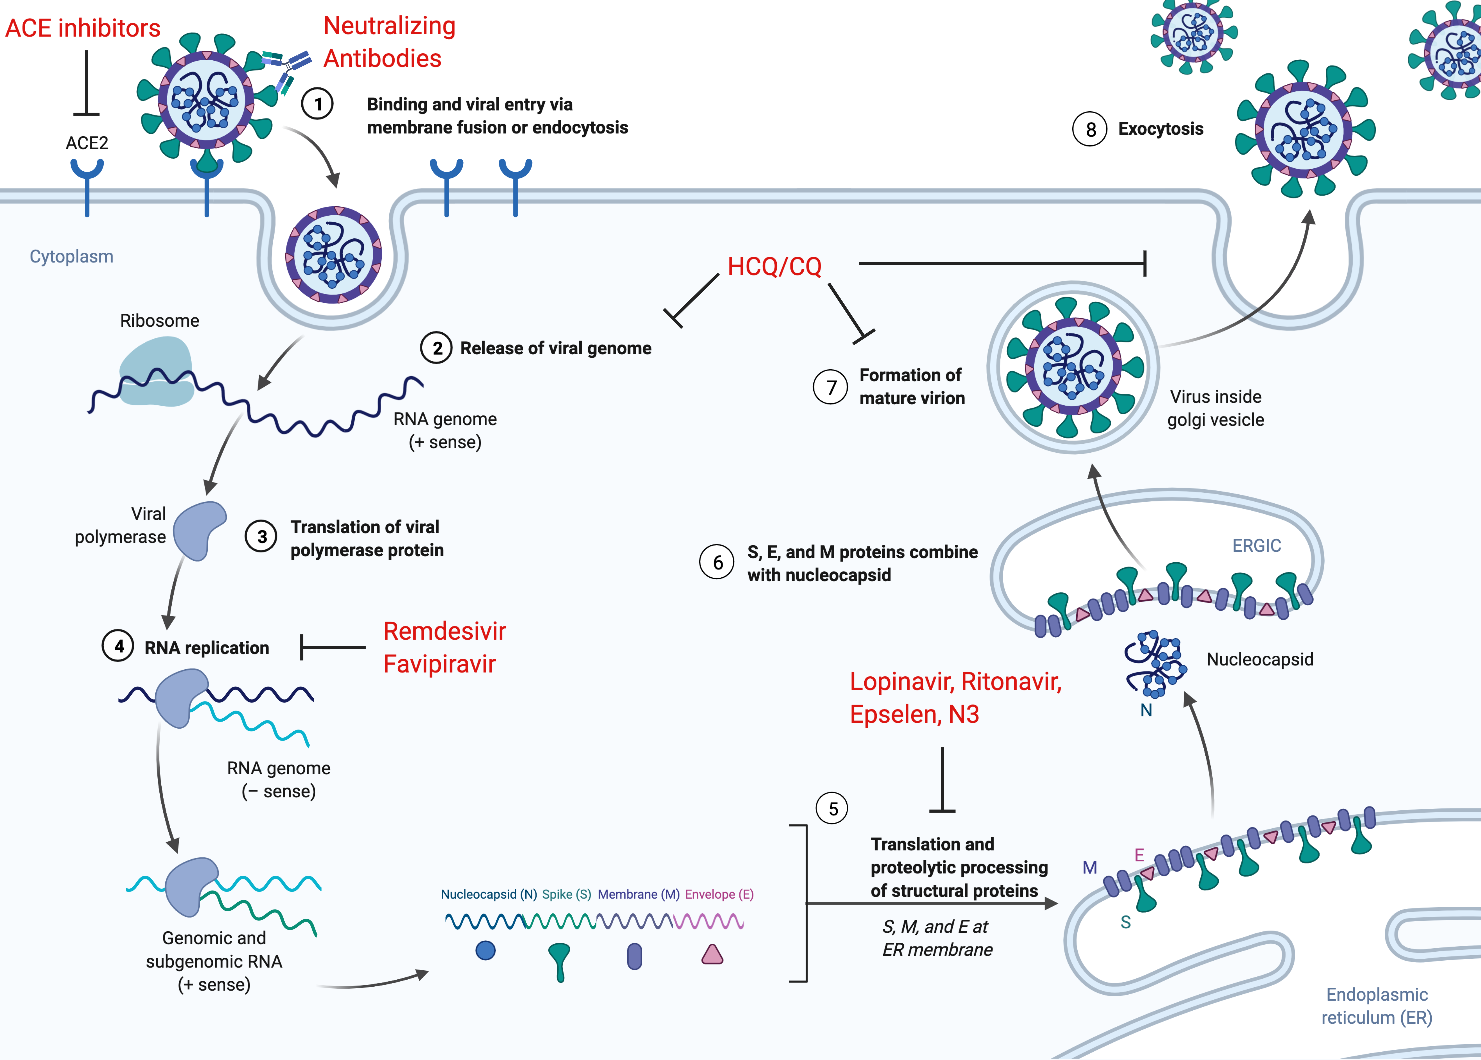 ACE inhibitors
Neutralizing
Antibodies
ACE2
1
Binding and viral entry via
membrane fusion or endocytosis
8
Exocytosis
Cytoplasm
HCQ/CQ
Ribosome
2
Release of viral genome
RNA genome
(+ sense)
7
Formation of
mature virion
Virus inside
golgi vesicle
Viral
polymerase
3
Translation of viral
polymerase protein
6
S, E, and M proteins combine
with nucleocapsid
ERGIC
4
RNA replication
Remdesivir
Favipiravir
Nucleocapsid
N
Lopinavir, Ritonavir,
Epselen, N3
RNA genome
(− sense)
5
Translation and
proteolytic processing
of structural proteins
S, M, and E at
ER membrane
M
E
S
Nucleocapsid (N) Spike (S) Membrane (M) Envelope (E)
Genomic and
subgenomic RNA
(+ sense)
Endoplasmic
reticulum (ER)